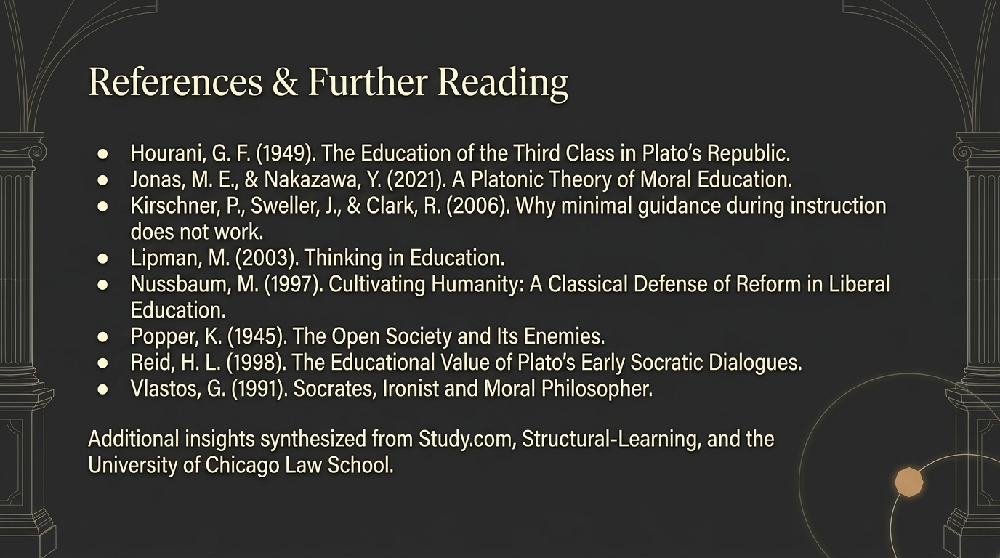 References & Further Reading
● Hourani, G. F. (1949). The Education of the Third Class in Plato’s Republic.
● Jonas, M. E., & Nakazawa, Y. (2021). A Platonic Theory of Moral Education.
● Kirschner, P., Sweller, J., & Clark, R. (2006). Why minimal guidance during instruction
does not work.
● Lipman, M. (2003). Thinking in Education.
● Nussbaum, M. (1997). Cultivating Humanity: A Classical Defense of Reform in Liberal
Education.
● Popper, K. (1945). The Open Society and Its Enemies.
● Reid, H. L. (1998). The Educational Value of Plato’s Early Socratic Dialogues.
● Vlastos, G. (1991). Socrates, Ironist and Moral Philosopher.
Additional insights synthesized from Study.com, Structural-Learning, and the
University of Chicago Law School.